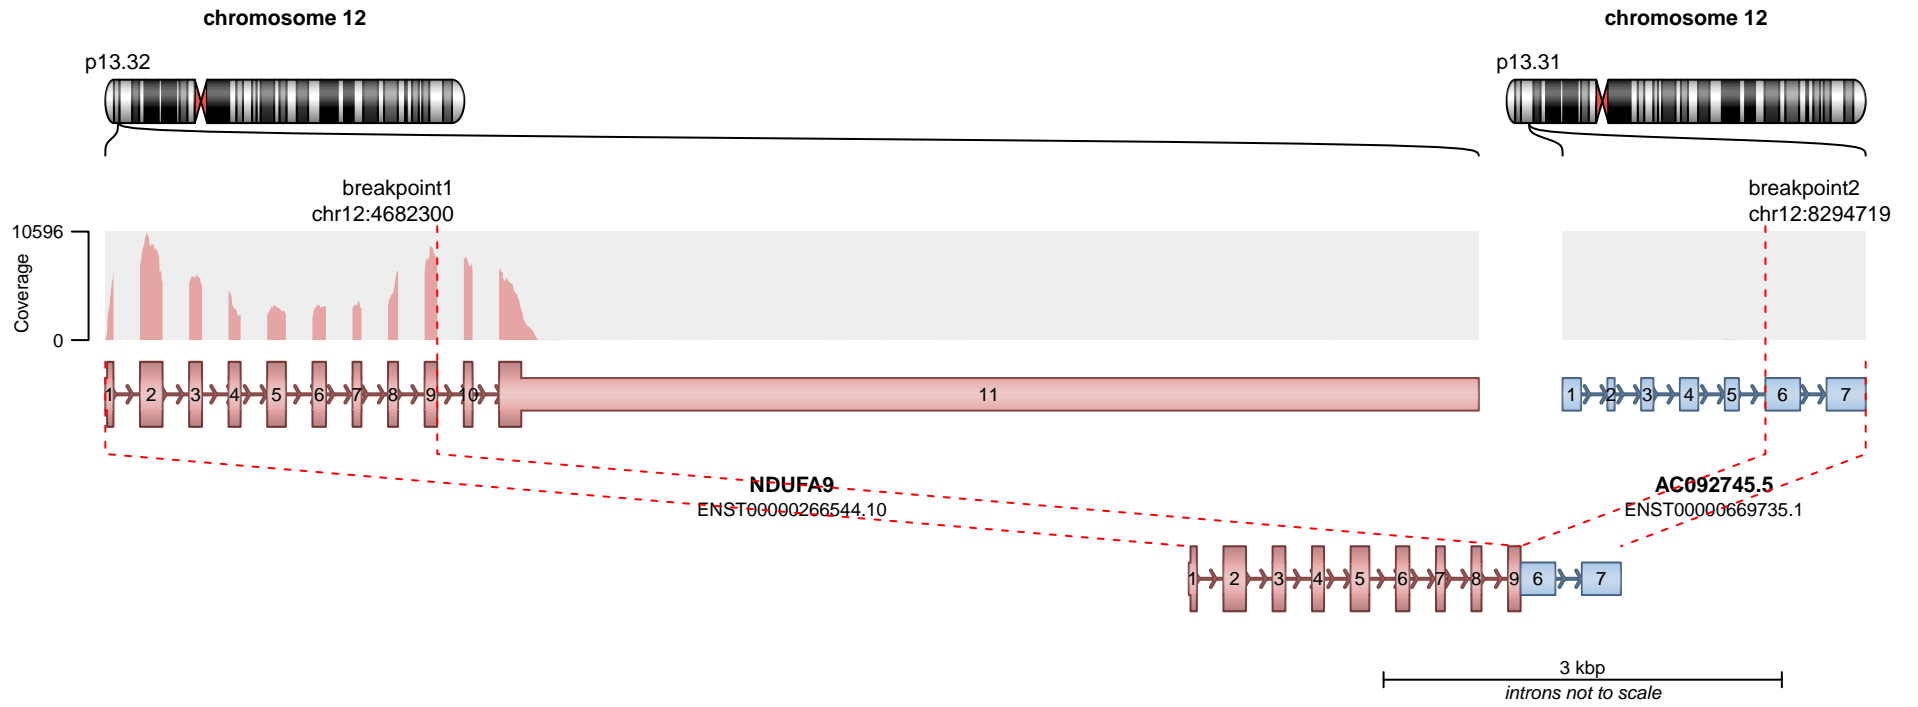 chromosome 12
chromosome 12
p13.32
p13.31
breakpoint1
chr12:4682300
breakpoint2
chr12:8294719
10596
Coverage
0
1 2 3 4 5 6 7 8 9 10 11
1 2 3 4 5 6 7
NDUFA9
ENST00000266544.10
AC092745.5
ENST00000669735.1
1 2 3 4 5 6 7 8 9 6 7
3 kbp
introns not to scale